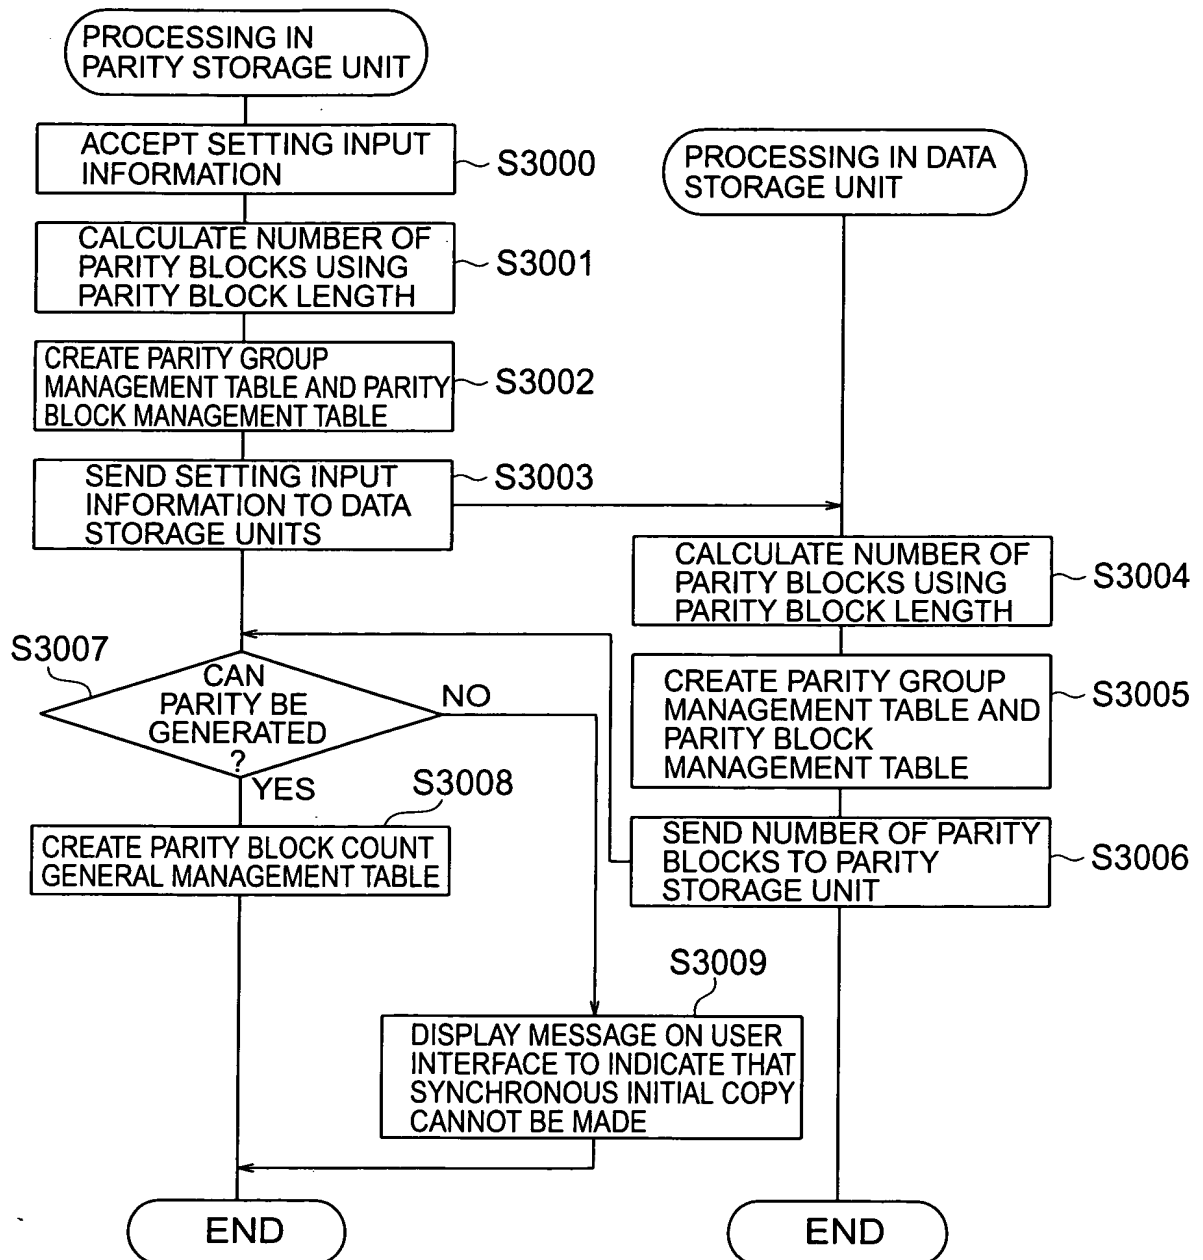 PROCESSING IN
PARITY STORAGE UNIT
ACCEPT SETTING INPUT
INFORMATION
S3000
CALCULATE NUMBER OF
PARITY BLOCKS USING
PARITY BLOCK LENGTH
S3001
CREATE PARITY GROUP
MANAGEMENT TABLE AND PARITY
BLOCK MANAGEMENT TABLE
S3002
SEND SETTING INPUT
INFORMATION TO DATA
STORAGE UNITS
S3003
PROCESSING IN DATA
STORAGE UNIT
CALCULATE NUMBER OF
PARITY BLOCKS USING
PARITY BLOCK LENGTH
S3004
CREATE PARITY GROUP
MANAGEMENT TABLE AND
PARITY BLOCK
MANAGEMENT TABLE
S3005
SEND NUMBER OF PARITY
BLOCKS TO PARITY
STORAGE UNIT
S3006
S3007
CAN
PARITY BE
GENERATED
?
NO
YES
S3008
CREATE PARITY BLOCK COUNT
GENERAL MANAGEMENT TABLE
S3009
DISPLAY MESSAGE ON USER
INTERFACE TO INDICATE THAT
SYNCHRONOUS INITIAL COPY
CANNOT BE MADE
END
END